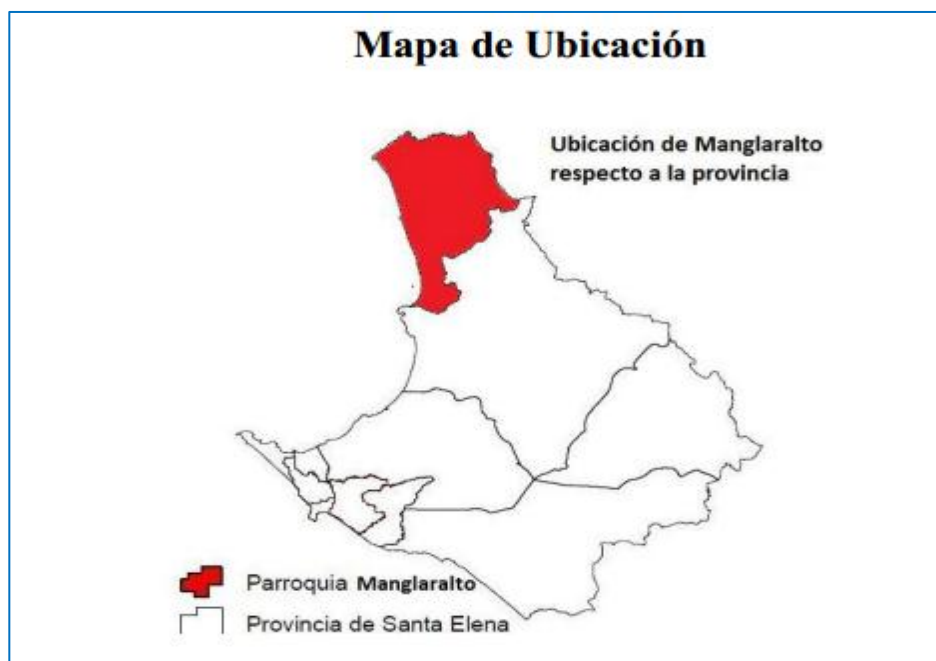 Mapa de Ubicación
Ubicación de Manglaralto
respecto a la provincia
Parroquia Manglaralto
Provincia de Santa Elena